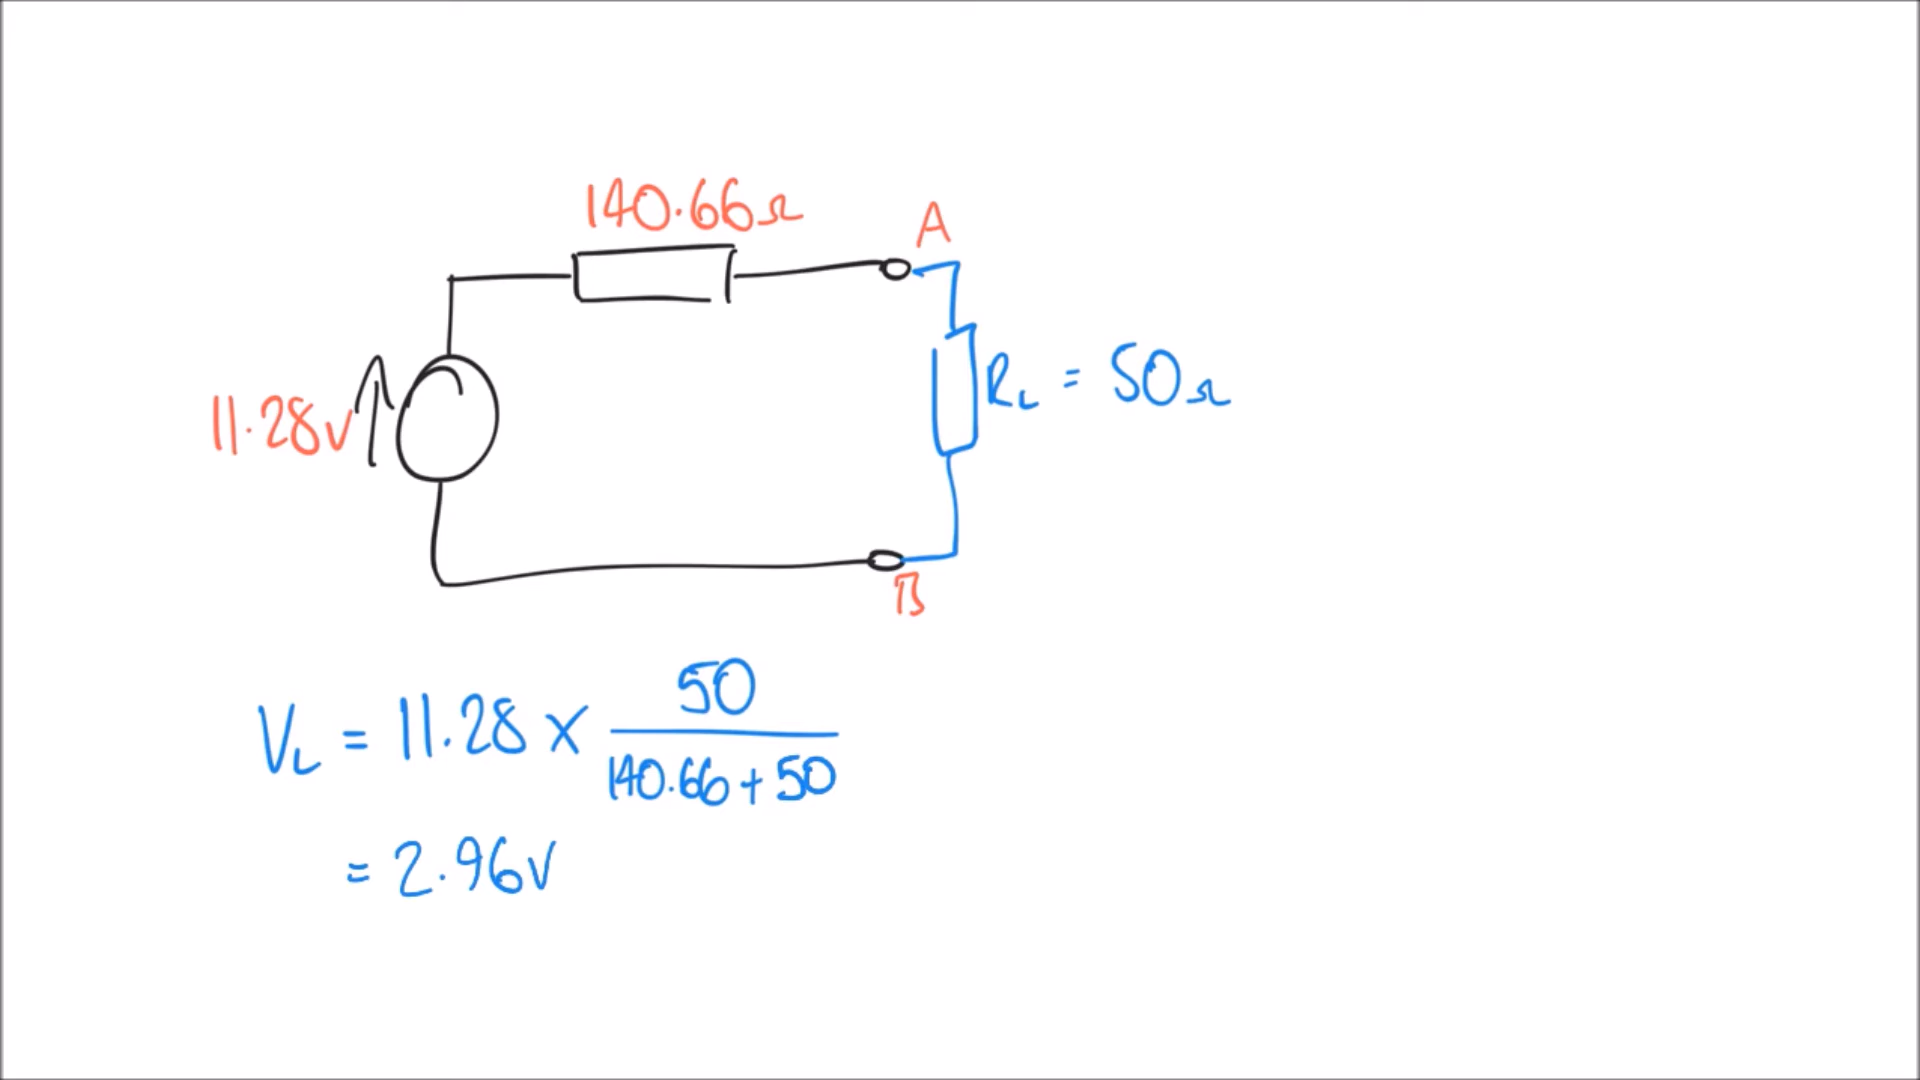 140.66Ω
A
11.28v
R_L = 50Ω
B
V_L = 11.28 × 50 / 140.66 + 50
= 2.96v